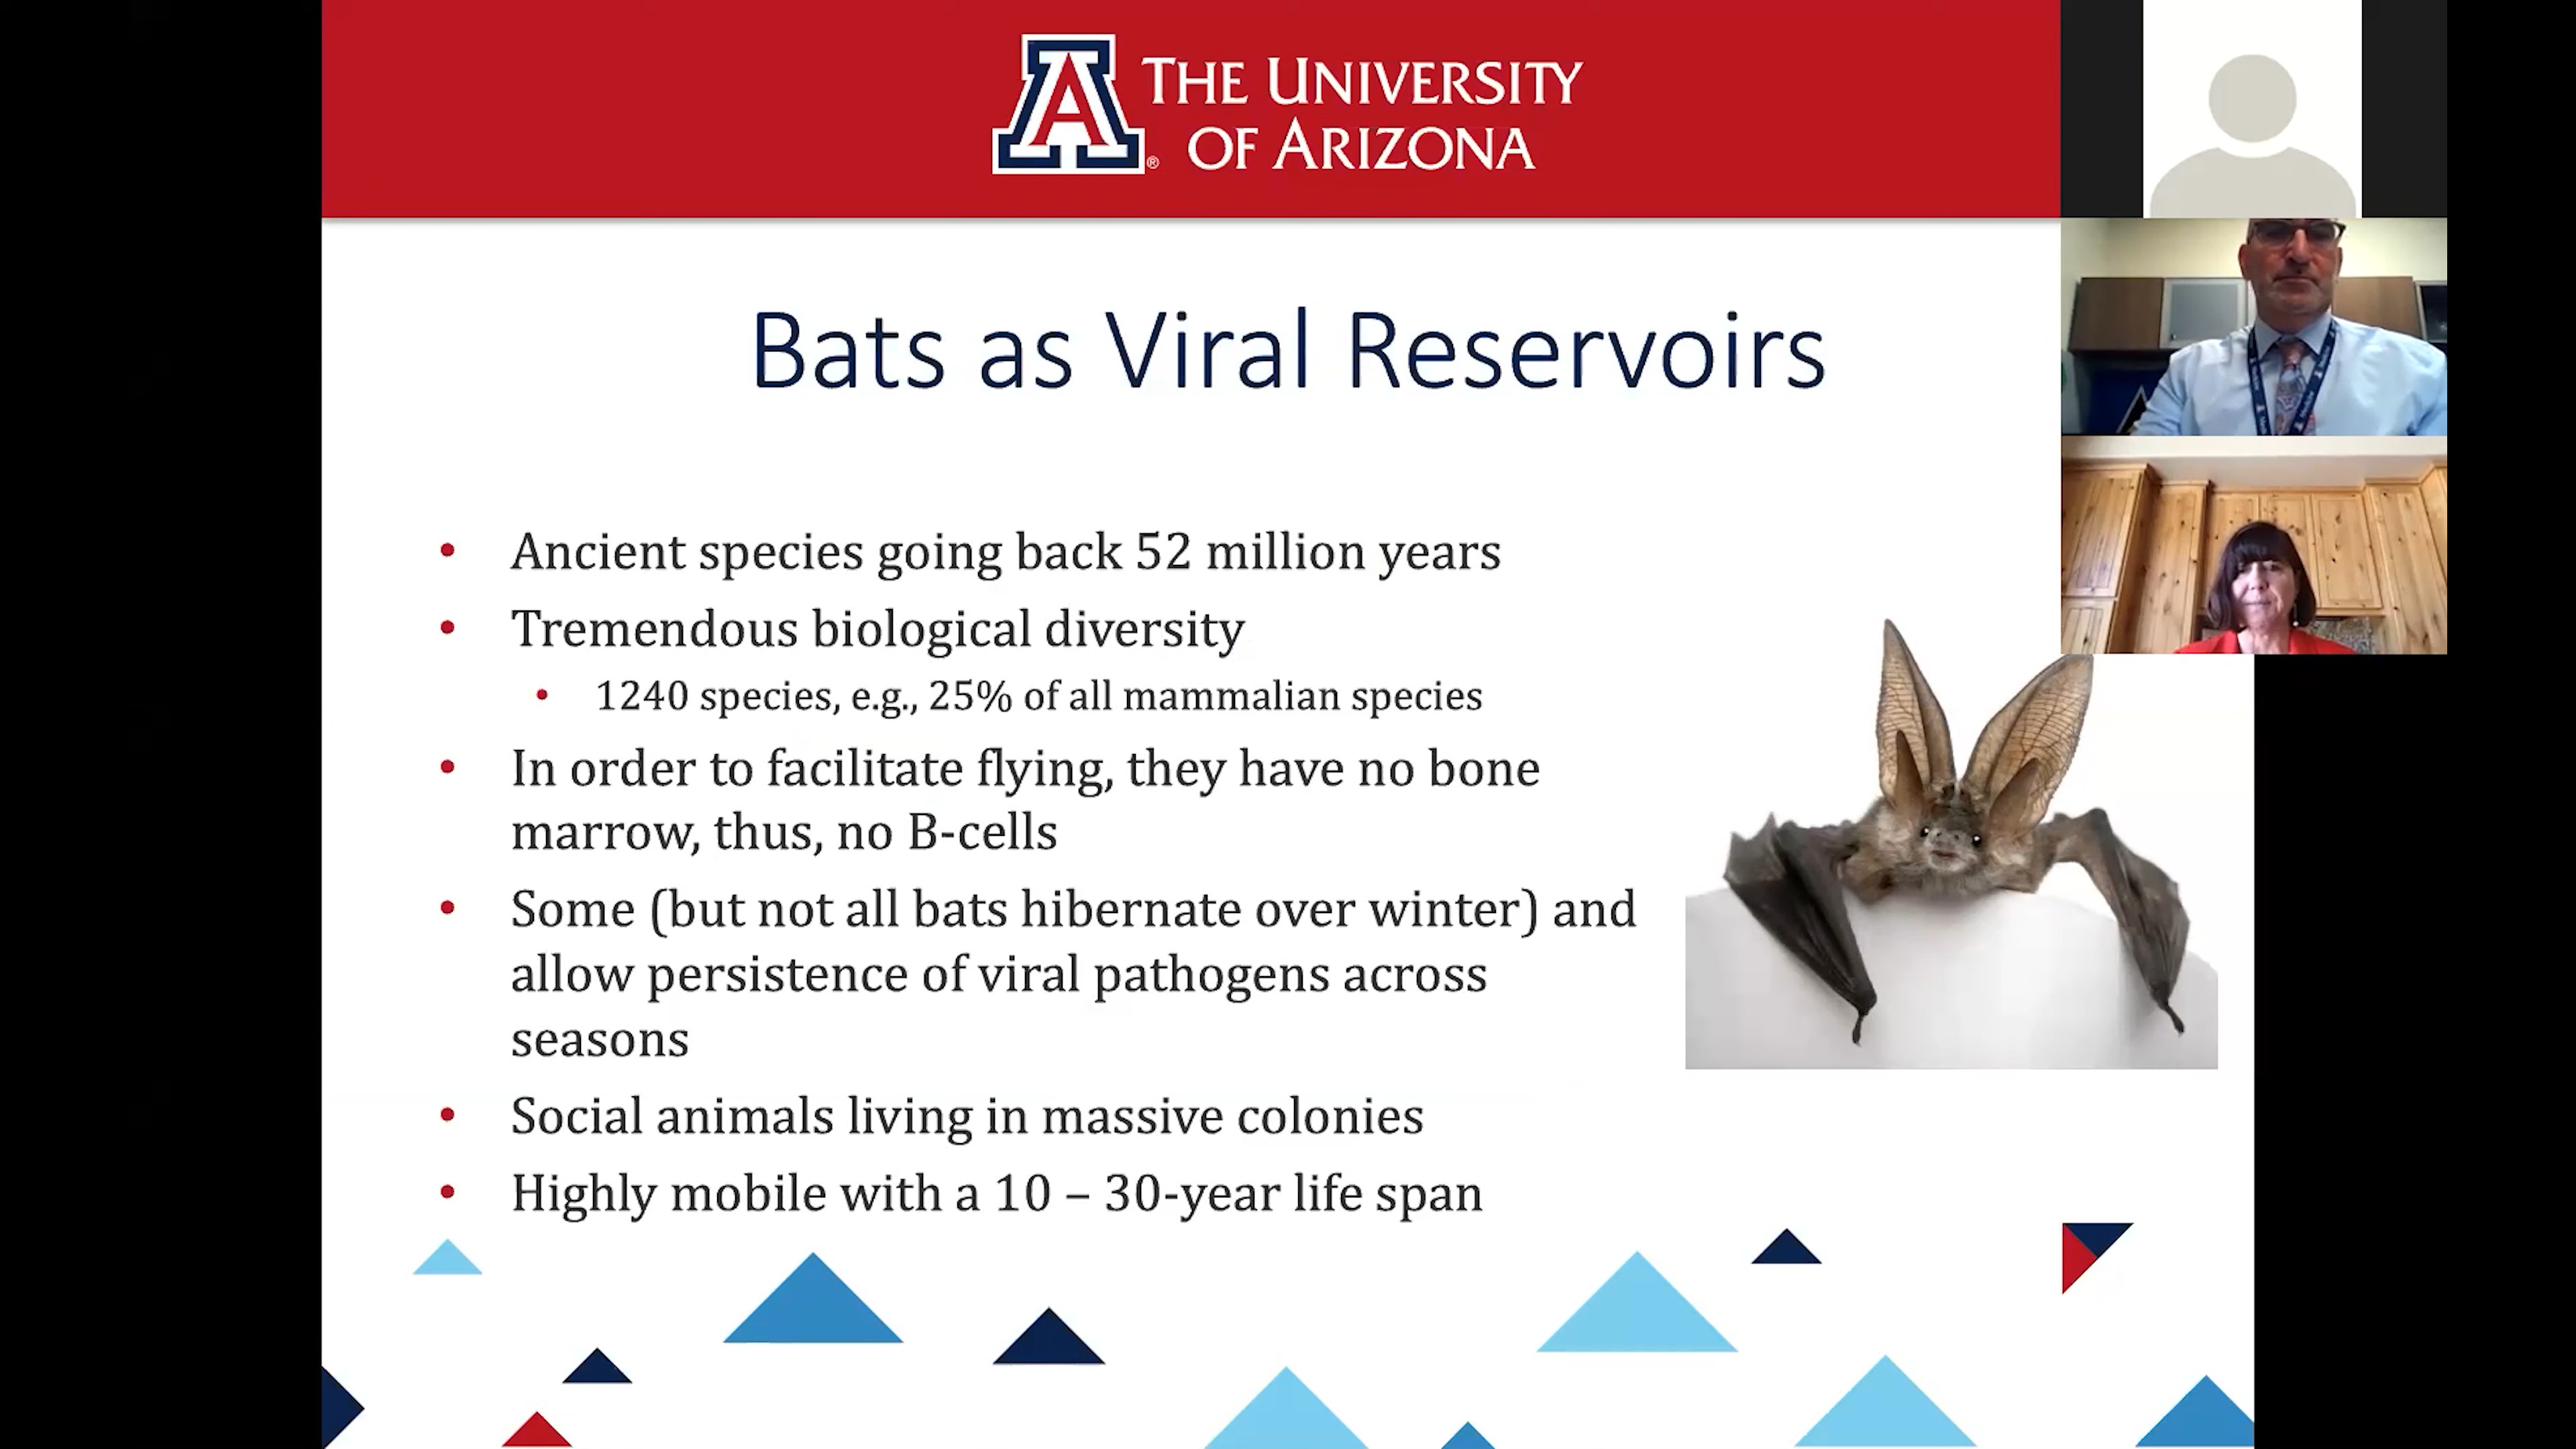 THE UNIVERSITY
OF ARIZONA
Bats as Viral Reservoirs
• Ancient species going back 52 million years
• Tremendous biological diversity
• 1240 species, e.g., 25% of all mammalian species
• In order to facilitate flying, they have no bone
marrow, thus, no B-cells
• Some (but not all bats hibernate over winter) and
allow persistence of viral pathogens across
seasons
• Social animals living in massive colonies
• Highly mobile with a 10 – 30-year life span